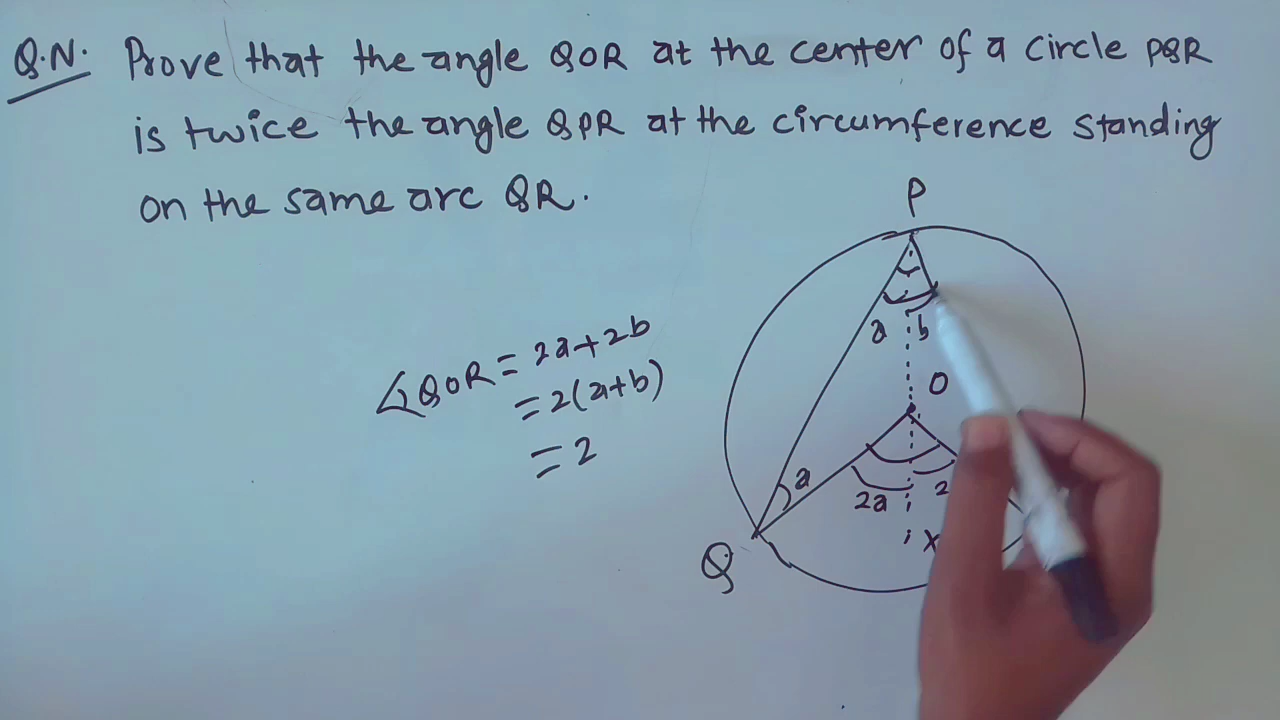 Q.N. Prove that the angle QOR at the center of a circle PQR
is twice the angle QPR at the circumference standing
on the same arc QR.
P
a b
O
∠QOR = 2a+2b
= 2(a+b)
= 2
a
2a 2
X
Q